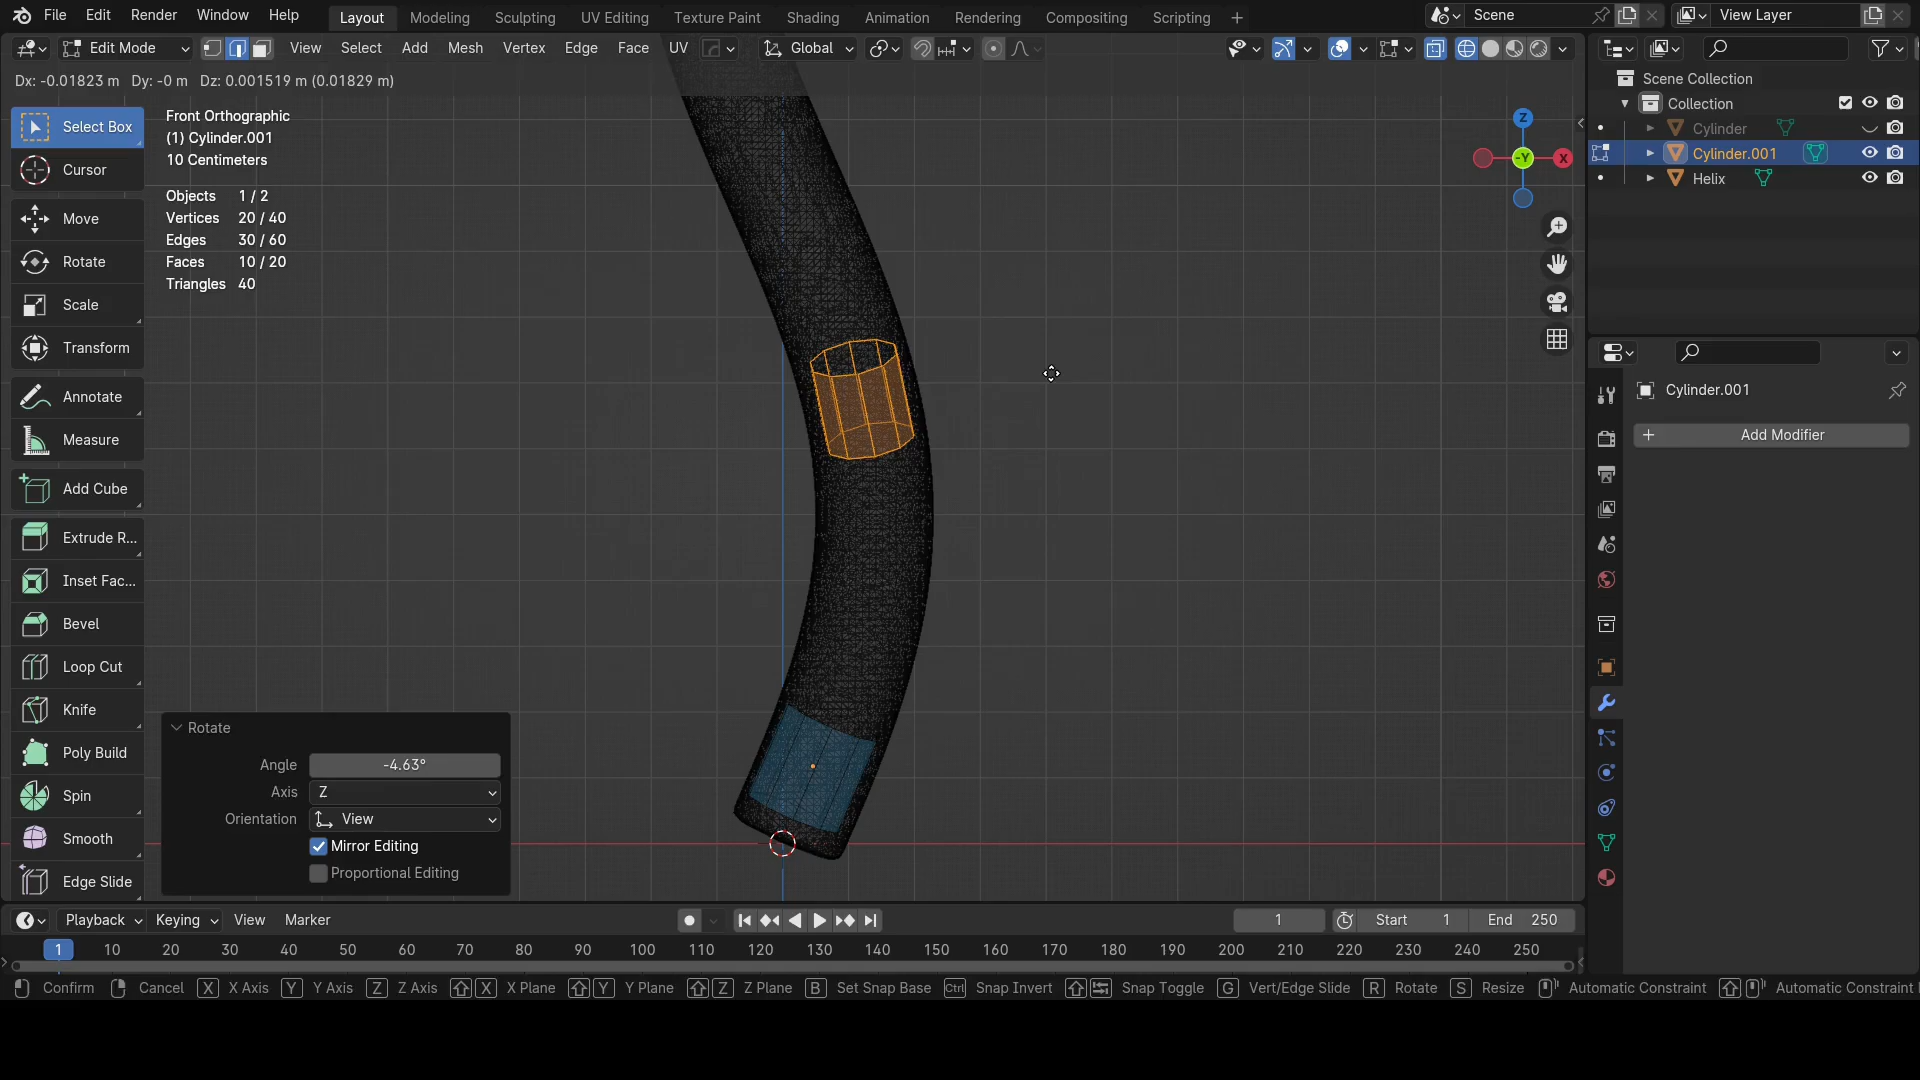 File Edit Render Window Help Layout Modeling Sculpting UV Editing Texture Paint Shading Animation Rendering Compositing Scripting + Scene View Layer
Edit Mode View Select Add Mesh Vertex Edge Face UV Global
Dx: -0.01823 m Dy: -0 m Dz: 0.001519 m (0.01829 m)
Select Box
Cursor
Move
Rotate
Scale
Transform
Annotate
Measure
Add Cube
Extrude R...
Inset Fac...
Bevel
Loop Cut
Knife
Poly Build
Spin
Smooth
Edge Slide
Front Orthographic
(1) Cylinder.001
10 Centimeters
Objects 1 / 2
Vertices 20 / 40
Edges 30 / 60
Faces 10 / 20
Triangles 40
Z
-Y
X
Rotate
Angle -4.63°
Axis Z
Orientation View
Mirror Editing
Proportional Editing
Scene Collection
Collection
Cylinder
Cylinder.001
Helix
Cylinder.001
+ Add Modifier
Playback Keying View Marker 1 Start 1 End 250
1 10 20 30 40 50 60 70 80 90 100 110 120 130 140 150 160 170 180 190 200 210 220 230 240 250
Confirm Cancel X X Axis Y Y Axis Z Z Axis X X Plane Y Y Plane Z Z Plane B Set Snap Base Ctrl Snap Invert Snap Toggle G Vert/Edge Slide R Rotate S Resize Automatic Constraint Automatic Constraint